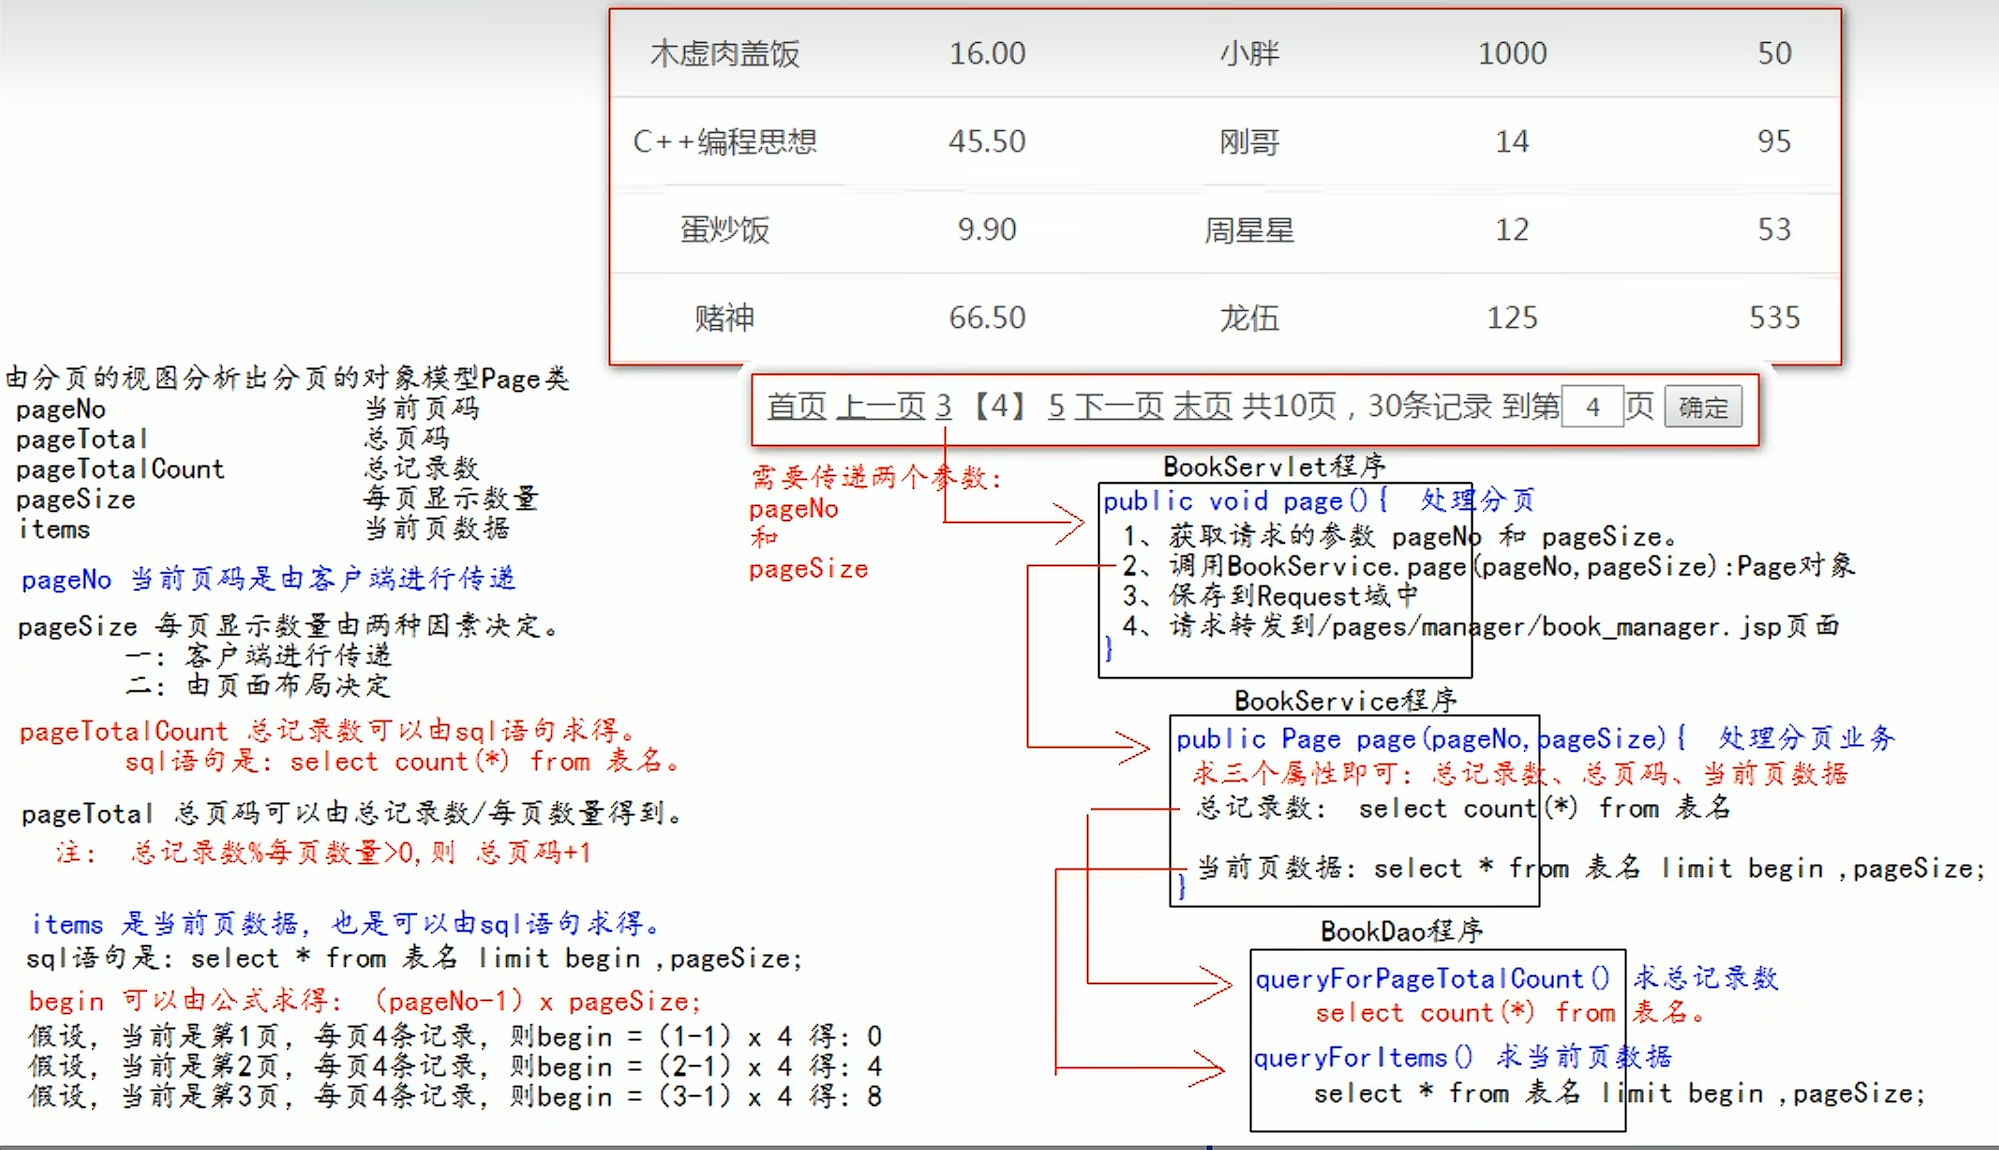 木虚肉盖饭 16.00 小胖 1000 50
C++编程思想 45.50 刚哥 14 95
蛋炒饭 9.90 周星星 12 53
赌神 66.50 龙伍 125 535
首页 上一页 3 【4】 5 下一页 末页 共10页，30条记录 到第 4 页 确定
由分页的视图分析出分页的对象模型Page类
pageNo 当前页码
pageTotal 总页码
pageTotalCount 总记录数
pageSize 每页显示数量
items 当前页数据
pageNo 当前页码是由客户端进行传递
pageSize 每页显示数量由两种因素决定。
一：客户端进行传递
二：由页面布局决定
pageTotalCount 总记录数可以由sql语句求得。
sql语句是：select count(*) from 表名。
pageTotal 总页码可以由总记录数/每页数量得到。
注： 总记录数%每页数量>0,则 总页码+1
items 是当前页数据，也是可以由sql语句求得。
sql语句是：select * from 表名 limit begin ,pageSize;
begin 可以由公式求得：（pageNo-1）x pageSize;
假设，当前是第1页，每页4条记录，则begin =（1-1）x 4 得：0
假设，当前是第2页，每页4条记录，则begin =（2-1）x 4 得：4
假设，当前是第3页，每页4条记录，则begin =（3-1）x 4 得：8
需要传递两个参数：
pageNo
和
pageSize
BookServlet程序
public void page(){ 处理分页
1、获取请求的参数 pageNo 和 pageSize。
2、调用BookService.page(pageNo,pageSize):Page对象
3、保存到Request域中
4、请求转发到/pages/manager/book_manager.jsp页面
}
BookService程序
public Page page(pageNo,pageSize){ 处理分页业务
求三个属性即可：总记录数、总页码、当前页数据
总记录数： select count(*) from 表名
当前页数据：select * from 表名 limit begin ,pageSize;
}
BookDao程序
queryForPageTotalCount() 求总记录数
select count(*) from 表名。
queryForItems() 求当前页数据
select * from 表名 limit begin ,pageSize;